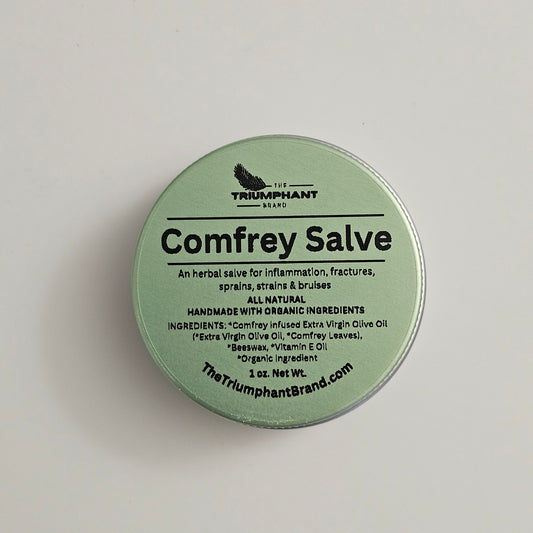 THE
TRIUMPHANT
BRAND
Comfrey Salve
An herbal salve for inflammation, fractures,
sprains, strains & bruises
ALL NATURAL
HANDMADE WITH ORGANIC INGREDIENTS
INGREDIENTS: *Comfrey infused Extra Virgin Olive Oil
(*Extra Virgin Olive Oil, *Comfrey Leaves),
*Beeswax, *Vitamin E Oil
*Organic Ingredient
1 oz. Net Wt.
TheTriumphantBrand.com